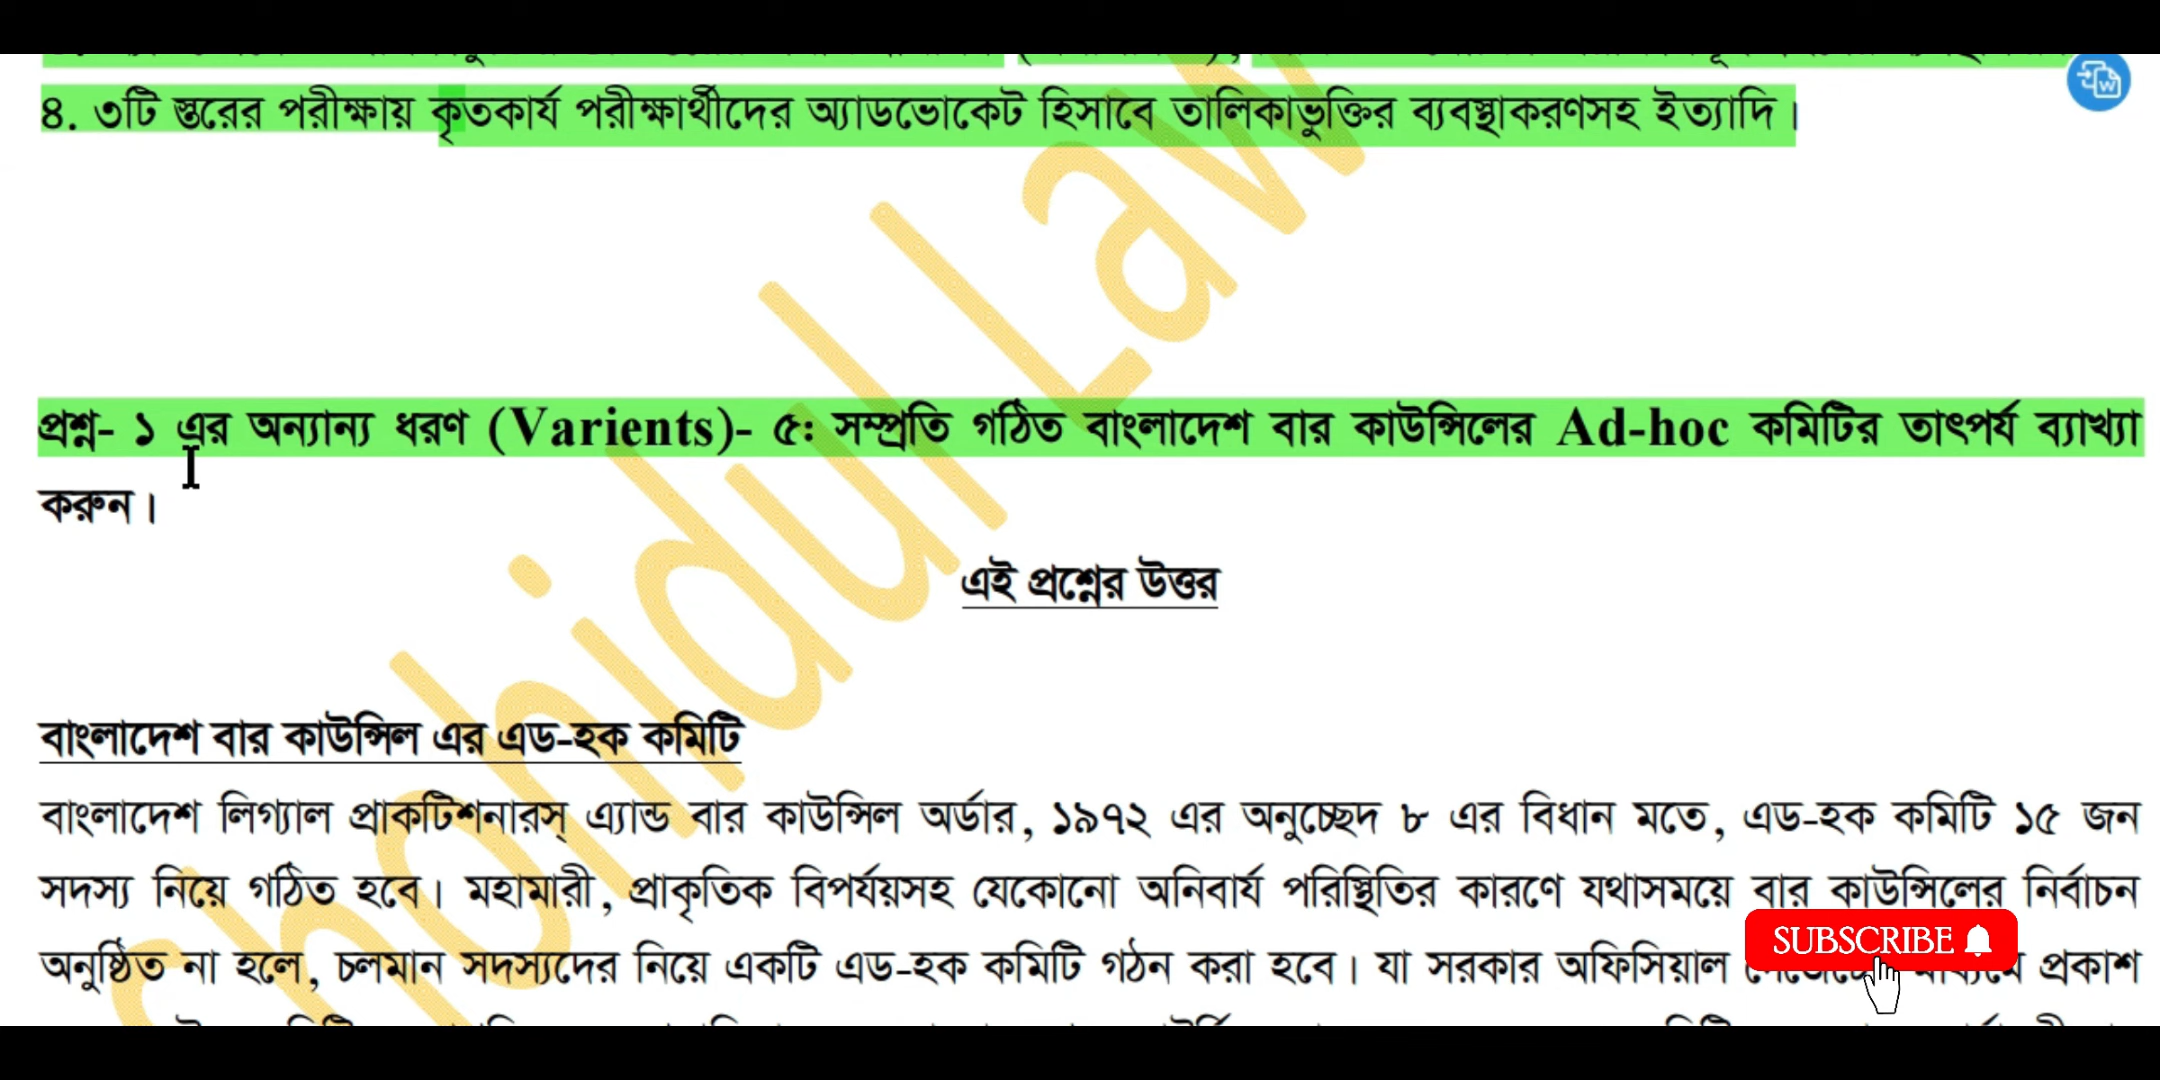 ৪. ৩টি স্তরের পরীক্ষায় কৃতকার্য পরীক্ষার্থীদের অ্যাডভোকেট হিসাবে তালিকাভুক্তির ব্যবস্থাকরণসহ ইত্যাদি।
প্রশ্ন- ১ এর অন্যান্য ধরণ (Varients)- ৫ঃ সম্প্রতি গঠিত বাংলাদেশ বার কাউন্সিলের Ad-hoc কমিটির তাৎপর্য ব্যাখ্যা
করুন।
এই প্রশ্নের উত্তর
বাংলাদেশ বার কাউন্সিল এর এড-হক কমিটি
বাংলাদেশ লিগ্যাল প্রাকটিশনারস্ এ্যান্ড বার কাউন্সিল অর্ডার, ১৯৭২ এর অনুচ্ছেদ ৮ এর বিধান মতে, এড-হক কমিটি ১৫ জন
সদস্য নিয়ে গঠিত হবে। মহামারী, প্রাকৃতিক বিপর্যয়সহ যেকোনো অনিবার্য পরিস্থিতির কারণে যথাসময়ে বার কাউন্সিলের নির্বাচন
অনুষ্ঠিত না হলে, চলমান সদস্যদের নিয়ে একটি এড-হক কমিটি গঠন করা হবে। যা সরকার অফিসিয়াল প্রকাশ
SUBSCRIBE
Shohidul Law